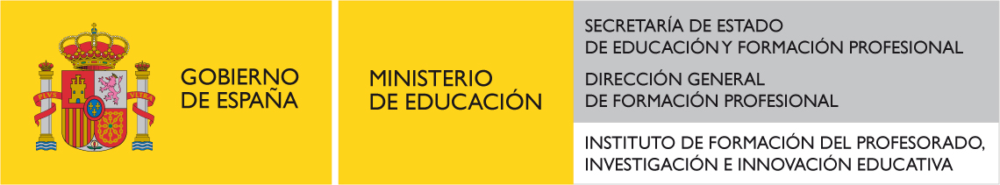 PLVS VLTRA
GOBIERNO
DE ESPAÑA
MINISTERIO
DE EDUCACIÓN
SECRETARÍA DE ESTADO
DE EDUCACIÓN Y FORMACIÓN PROFESIONAL
DIRECCIÓN GENERAL
DE FORMACIÓN PROFESIONAL
INSTITUTO DE FORMACIÓN DEL PROFESORADO,
INVESTIGACIÓN E INNOVACIÓN EDUCATIVA